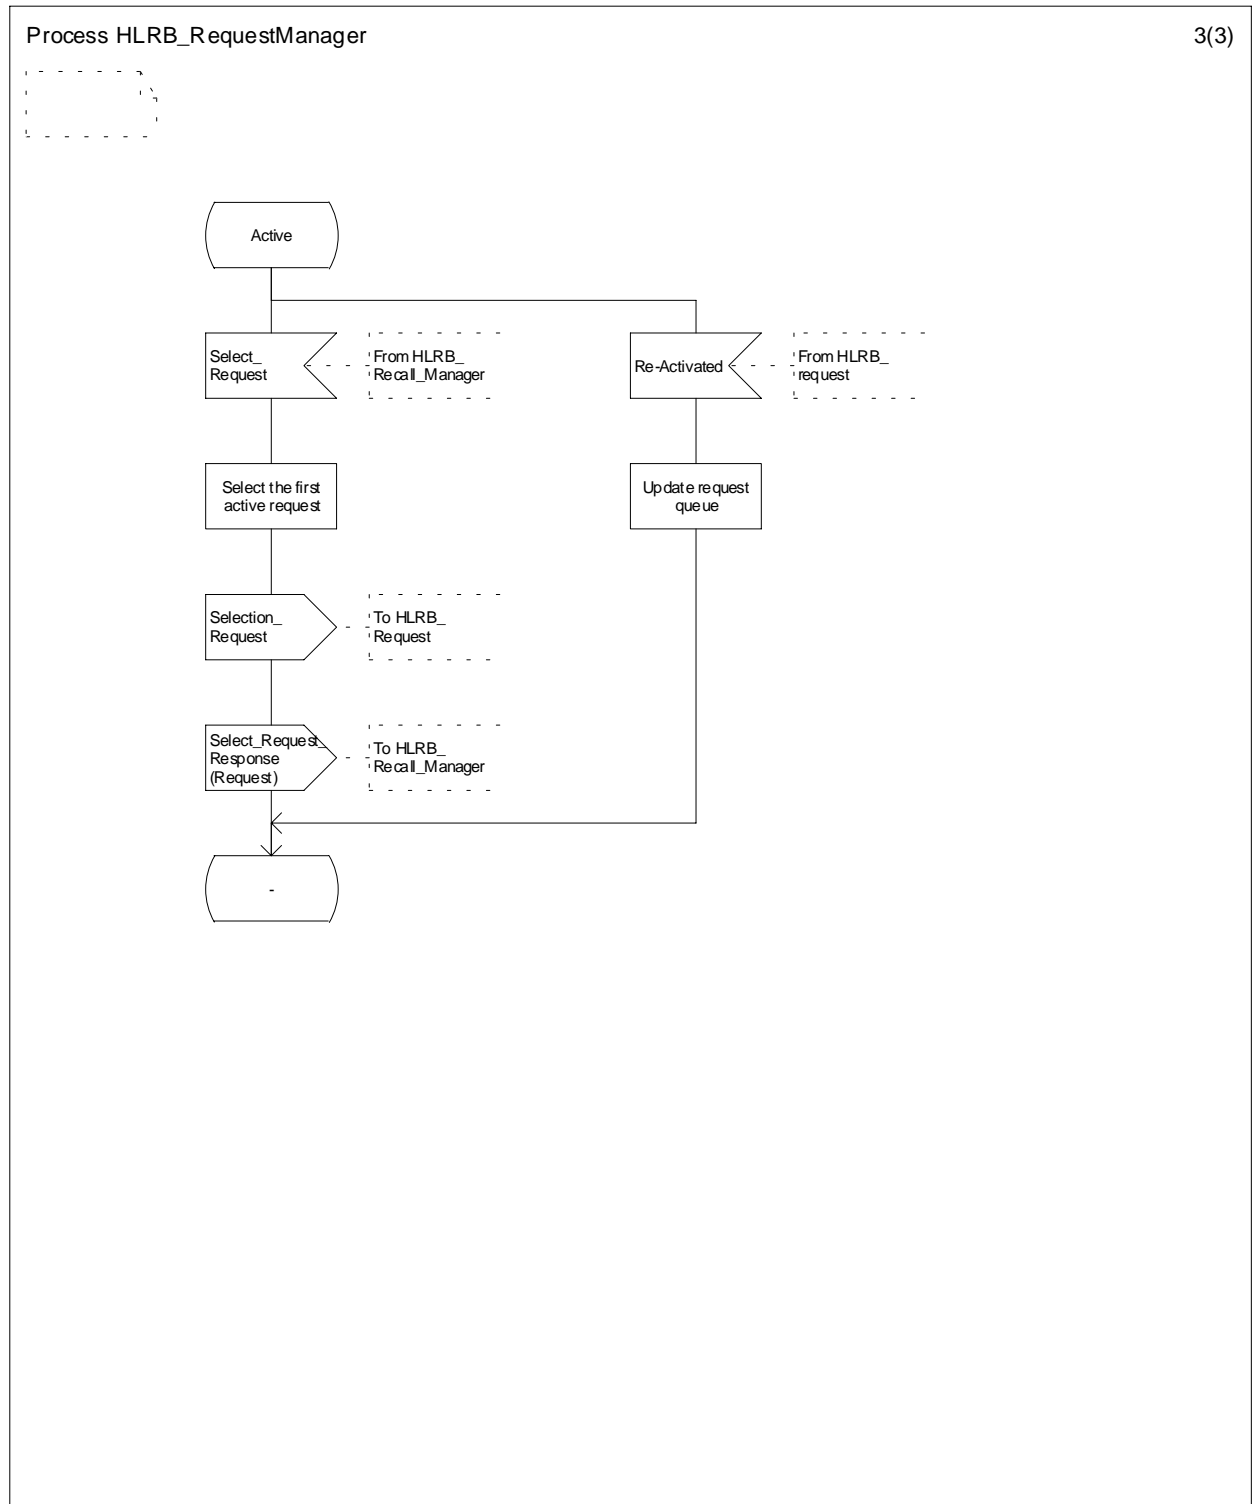 Process HLRB_RequestManager
3(3)
Active
Select_
Request
From HLRB_
Recall_Manager
Re-Activated
From HLRB_
request
Select the first
active request
Update request
queue
Selection_
Request
To HLRB_
Request
Select_Request_
Response
(Request)
To HLRB_
Recall_Manager
-